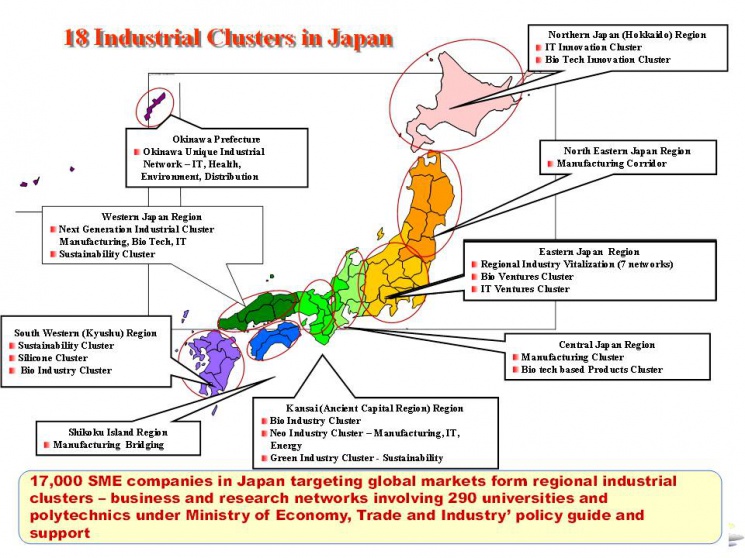 18 Industrial Clusters in Japan
Northern Japan (Hokkaido) Region
IT Innovation Cluster
Bio Tech Innovation Cluster
Okinawa Prefecture
Okinawa Unique Industrial
Network – IT, Health,
Environment, Distribution
North Eastern Japan Region
Manufacturing Corridor
Western Japan Region
Next Generation Industrial Cluster
Manufacturing, Bio Tech, IT
Sustainability Cluster
Eastern Japan Region
Regional Industry Vitalization (7 networks)
Bio Ventures Cluster
IT Ventures Cluster
South Western (Kyushu) Region
Sustainability Cluster
Silicone Cluster
Bio Industry Cluster
Central Japan Region
Manufacturing Cluster
Bio tech based Products Cluster
Kansai (Ancient Capital Region) Region
Bio Industry Cluster
Neo Industry Cluster – Manufacturing, IT,
Energy
Green Industry Cluster - Sustainability
Shikoku Island Region
Manufacturing Bridging
17,000 SME companies in Japan targeting global markets form regional industrial
clusters – business and research networks involving 290 universities and
polytechnics under Ministry of Economy, Trade and Industry’ policy guide and
support